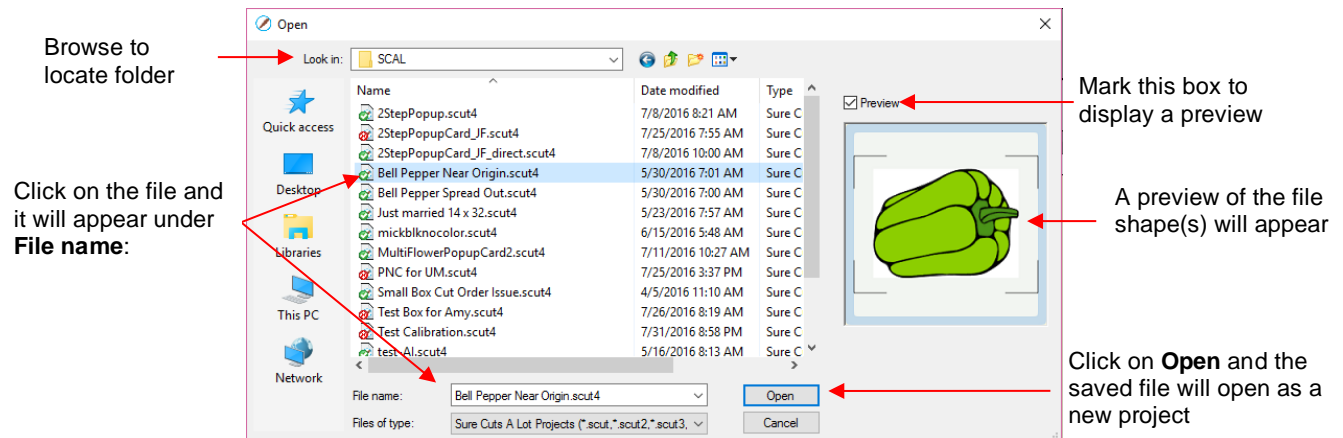 Open
Browse to
locate folder
Look in:
SCAL
Name
Date modified
Type
2StepPopup.scut4
7/8/2016 8:21 AM
Sure C
2StepPopupCard_JF.scut4
7/25/2016 7:55 AM
Sure C
2StepPopupCard_JF_direct.scut4
7/8/2016 10:00 AM
Sure C
Bell Pepper Near Origin.scut4
5/30/2016 7:01 AM
Sure C
Bell Pepper Spread Out.scut4
5/30/2016 7:00 AM
Sure C
Just married 14 x 32.scut4
5/23/2016 7:57 AM
Sure C
mickblknocolor.scut4
6/15/2016 5:48 AM
Sure C
MultiFlowerPopupCard2.scut4
7/11/2016 10:27 AM
Sure C
PNC for UM.scut4
7/25/2016 3:37 PM
Sure C
Small Box Cut Order Issue.scut4
4/5/2016 11:10 AM
Sure C
Test Box for Amy.scut4
7/26/2016 8:19 AM
Sure C
Test Calibration.scut4
7/31/2016 8:58 PM
Sure C
test-AI.scut4
5/16/2016 8:13 AM
Sure C
Quick access
Desktop
Libraries
This PC
Network
Click on the file and
it will appear under
File name:
Preview
Mark this box to
display a preview
A preview of the file
shape(s) will appear
File name:
Bell Pepper Near Origin.scut4
Open
Files of type:
Sure Cuts A Lot Projects (*.scut,*.scut2,*.scut3,
Cancel
Click on Open and the
saved file will open as a
new project